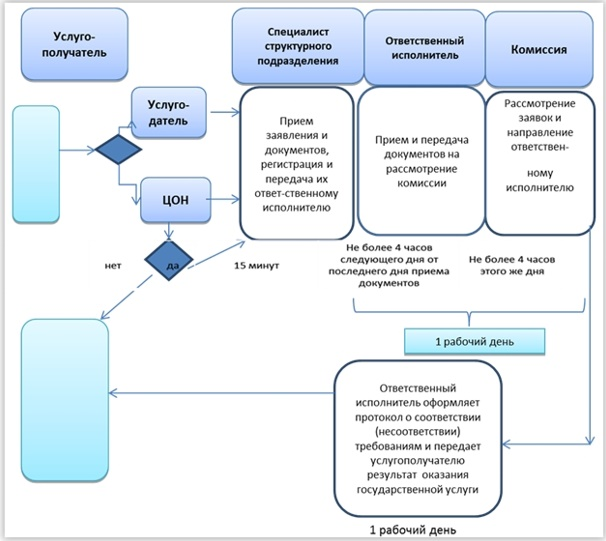 Услуго-
получатель
Специалист
структурного
подразделения
Ответственный
исполнитель
Комиссия
Услуго-
датель
ЦОН
Прием
заявления и
документов,
регистрация и
передача их
ответ-ственному
исполнителю
Прием и передача
документов на
рассмотрение
комиссии
Рассмотрение
заявок и
направление
ответствен-
ному
исполнителю
нет
да
15 минут
Не более 4 часов
следующего дня от
последнего дня приема
документов
Не более 4 часов
этого же дня
1 рабочий день
Ответственный
исполнитель оформляет
протокол о соответствии
(несоответствии)
требованиям и передает
услугополучателю
результат оказания
государственной услуги
1 рабочий день